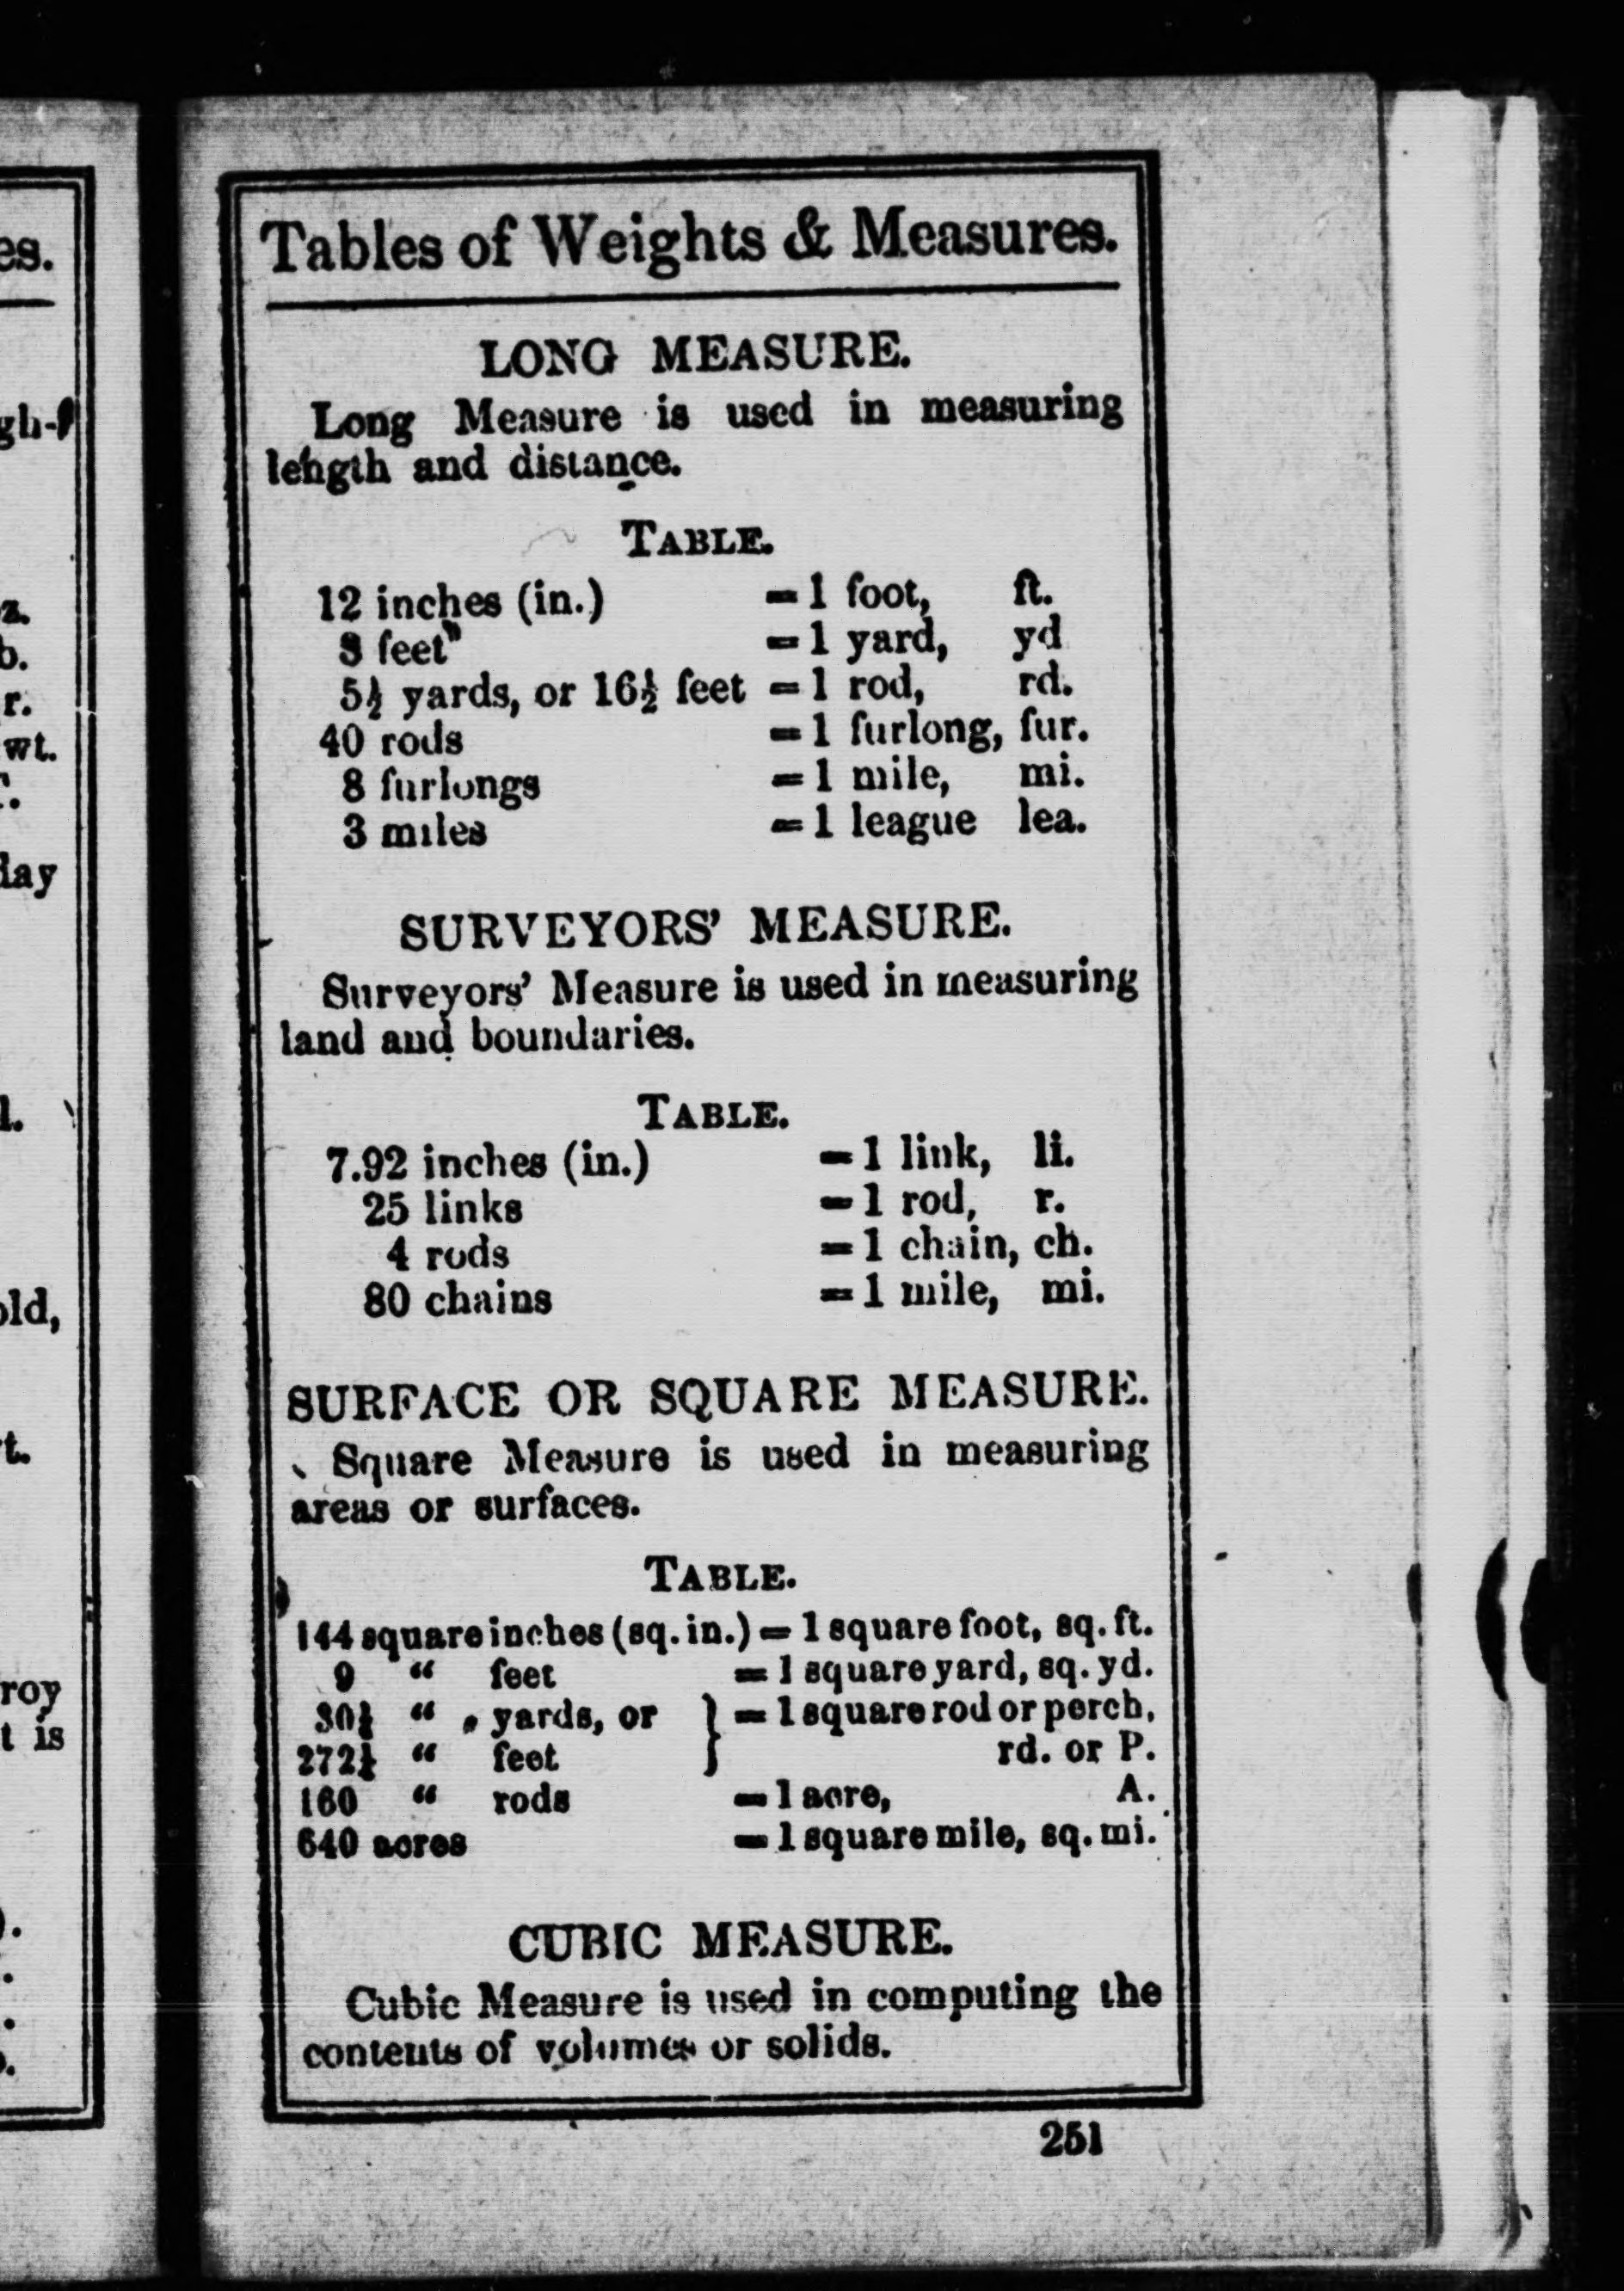 es.
gh-
z.
b.
r.
wt.
T.
day
l.
old,
t.
roy
t is
Tables of Weights & Measures.
LONG MEASURE.
Long Measure is used in measuring
length and distance.
TABLE.
12 inches (in.) = 1 foot, ft.
3 feet = 1 yard, yd
5½ yards, or 16½ feet = 1 rod, rd.
40 rods = 1 furlong, fur.
8 furlongs = 1 mile, mi.
3 miles = 1 league lea.
SURVEYORS' MEASURE.
Surveyors' Measure is used in measuring
land and boundaries.
TABLE.
7.92 inches (in.) = 1 link, li.
25 links = 1 rod, r.
4 rods = 1 chain, ch.
80 chains = 1 mile, mi.
SURFACE OR SQUARE MEASURE.
Square Measure is used in measuring
areas or surfaces.
TABLE.
144 square inches (sq. in.) = 1 square foot, sq. ft.
9 “ feet = 1 square yard, sq. yd.
30¼ “ yards, or } = 1 square rod or perch,
272¼ “ feet } rd. or P.
160 “ rods = 1 acre, A.
640 acres = 1 square mile, sq. mi.
CUBIC MEASURE.
Cubic Measure is used in computing the
contents of volumes or solids.
251